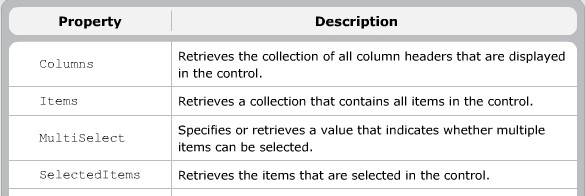 Property Description
Columns Retrieves the collection of all column headers that are displayed
in the control.
Items Retrieves a collection that contains all items in the control.
MultiSelect Specifies or retrieves a value that indicates whether multiple
items can be selected.
SelectedItems Retrieves the items that are selected in the control.